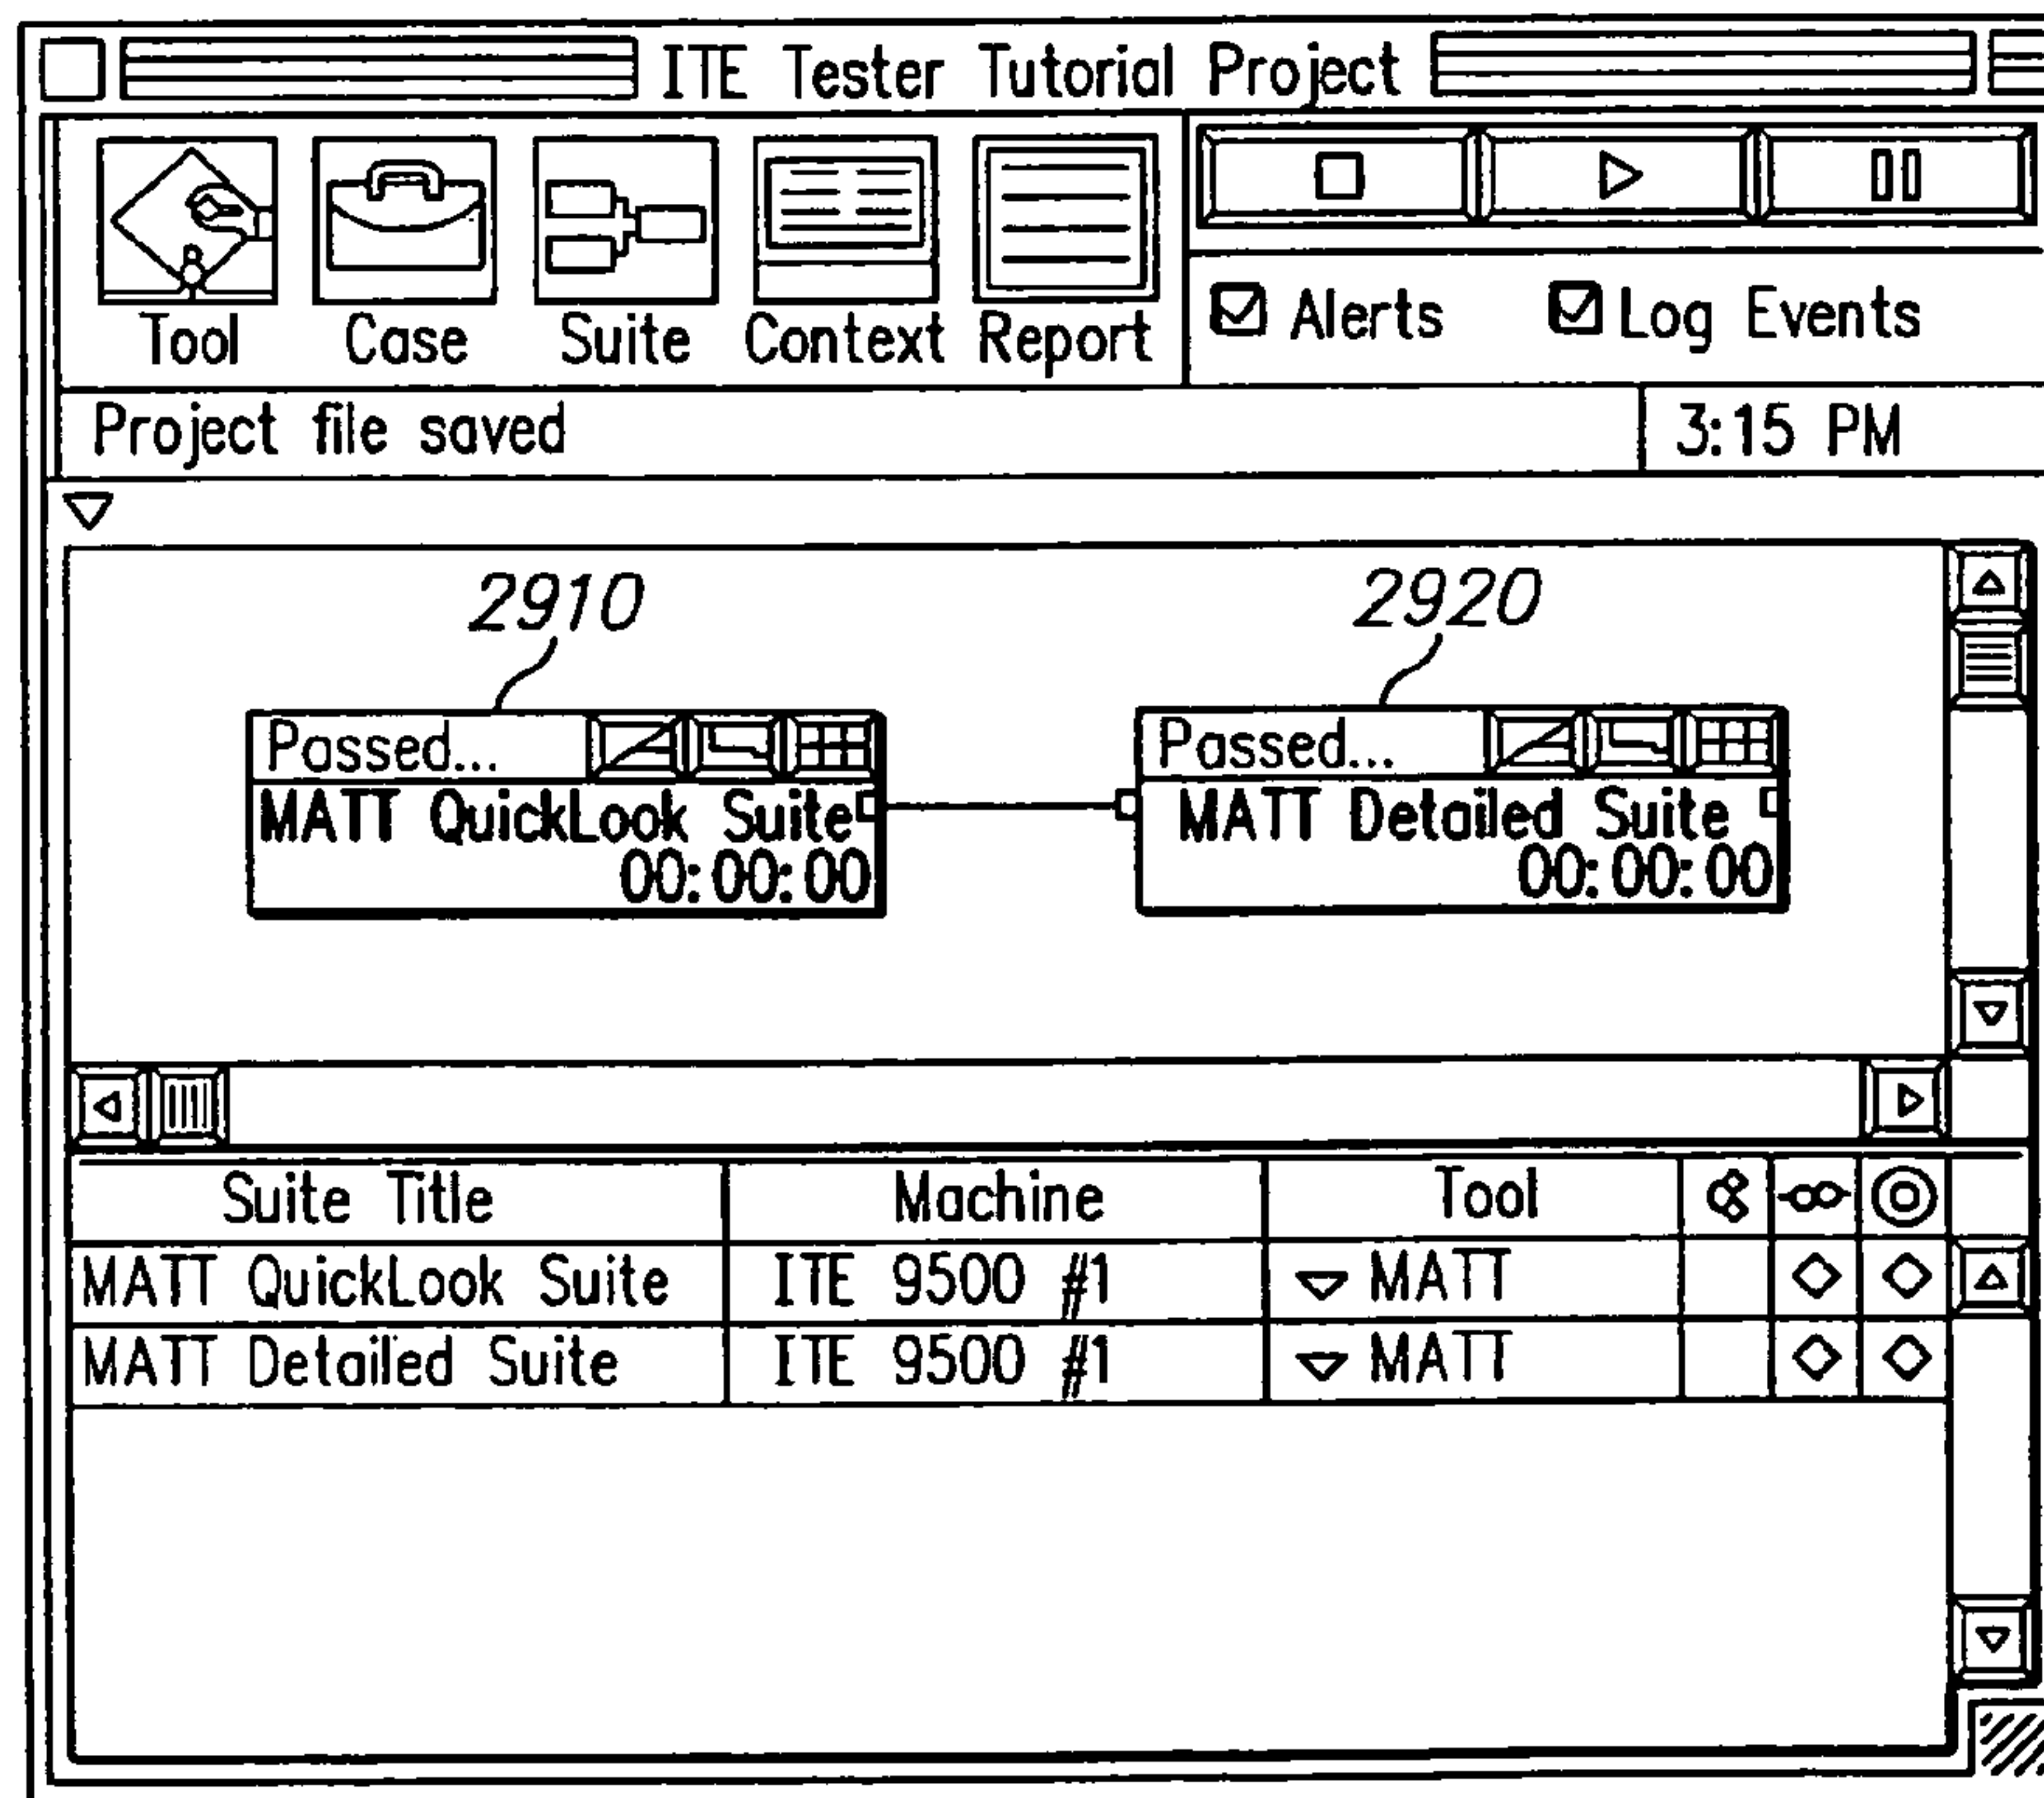 ITE Tester Tutorial Project
Tool Case Suite Context Report
Alerts Log Events
Project file saved 3:15 PM
2910 2920
Passed... Passed...
MATT QuickLook Suite MATT Detailed Suite
00:00:00 00:00:00
Suite Title Machine Tool
MATT QuickLook Suite ITE 9500 #1 MATT
MATT Detailed Suite ITE 9500 #1 MATT